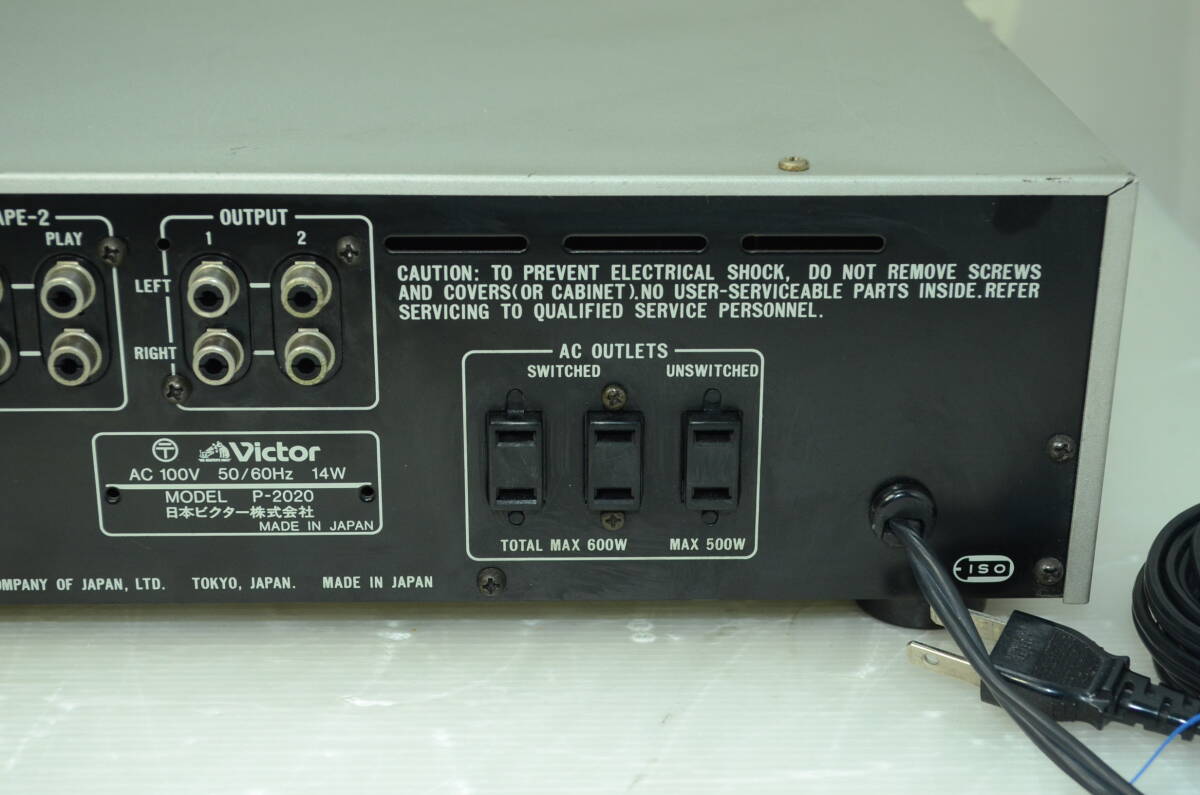 APE-2
PLAY
OUTPUT
1 2
LEFT
RIGHT
CAUTION: TO PREVENT ELECTRICAL SHOCK, DO NOT REMOVE SCREWS
AND COVERS(OR CABINET).NO USER-SERVICEABLE PARTS INSIDE.REFER
SERVICING TO QUALIFIED SERVICE PERSONNEL.
AC OUTLETS
SWITCHED UNSWITCHED
TOTAL MAX 600W MAX 500W
〒 Victor
AC 100V 50/60Hz 14W
MODEL P-2020
日本ビクター株式会社
MADE IN JAPAN
OMPANY OF JAPAN, LTD. TOKYO, JAPAN. MADE IN JAPAN
ISO